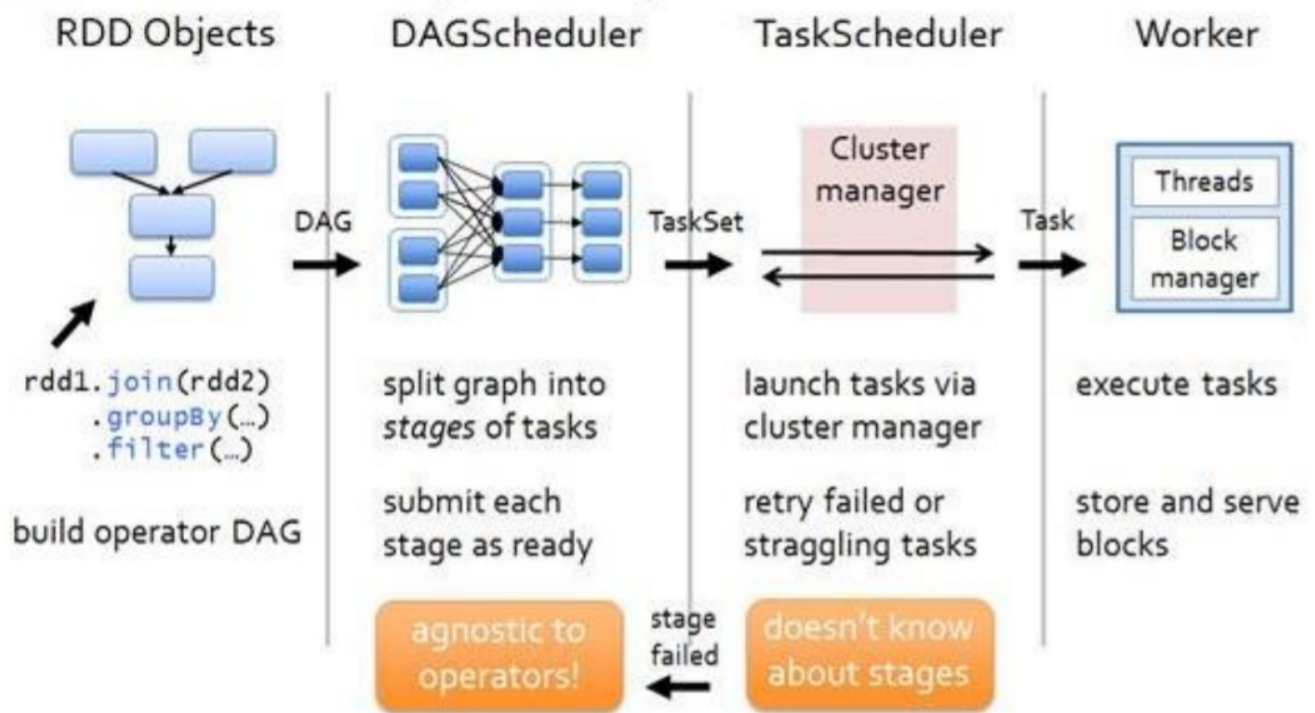 RDD Objects
DAGScheduler
TaskScheduler
Worker
DAG
TaskSet
Cluster
manager
Task
Threads
Block
manager
rdd1.join(rdd2)
.groupBy(…)
.filter(…)
build operator DAG
split graph into
stages of tasks
submit each
stage as ready
agnostic to
operators!
launch tasks via
cluster manager
retry failed or
straggling tasks
stage
failed
doesn't know
about stages
execute tasks
store and serve
blocks